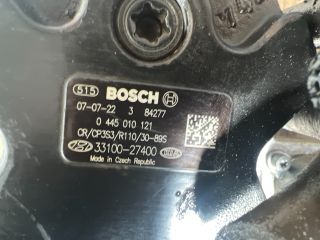 515 BOSCH
07-07-22 3 84277
0 445 010 121
CR/CP3S3/R110/30-89S
33100-27400
Made in Czech Republic